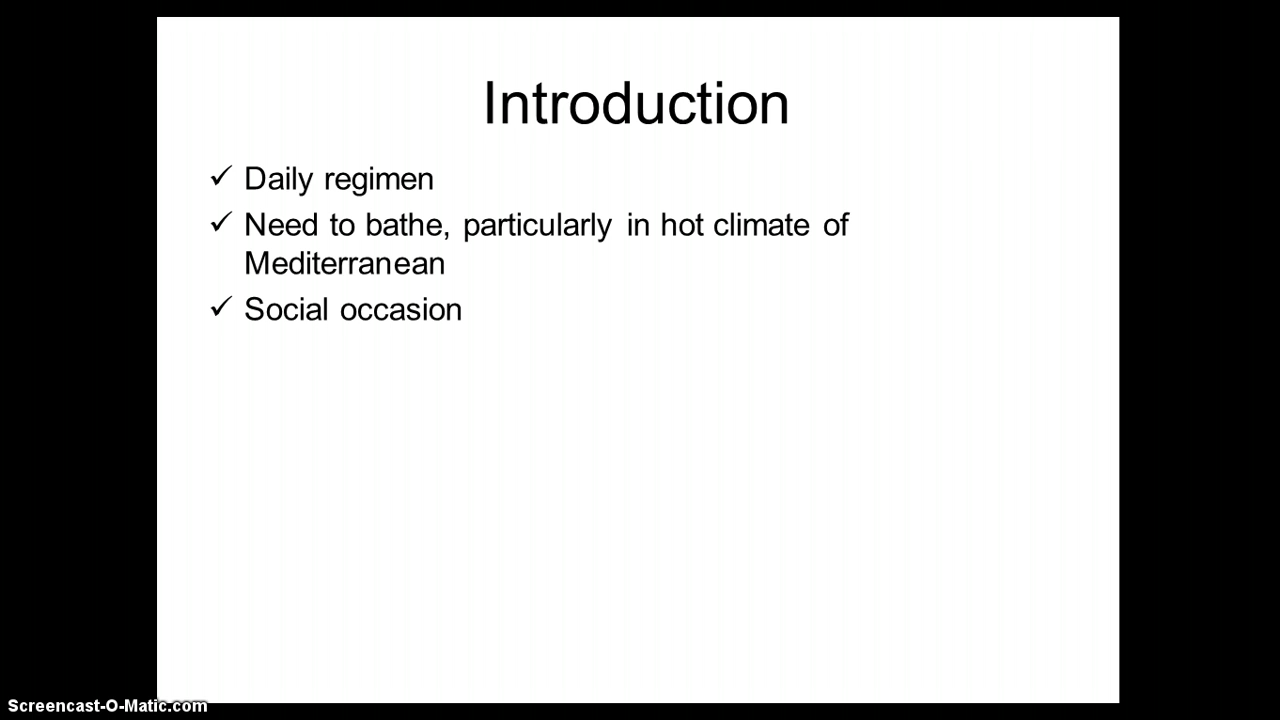 Introduction
✓ Daily regimen
✓ Need to bathe, particularly in hot climate of
Mediterranean
✓ Social occasion
Screencast-O-Matic.com